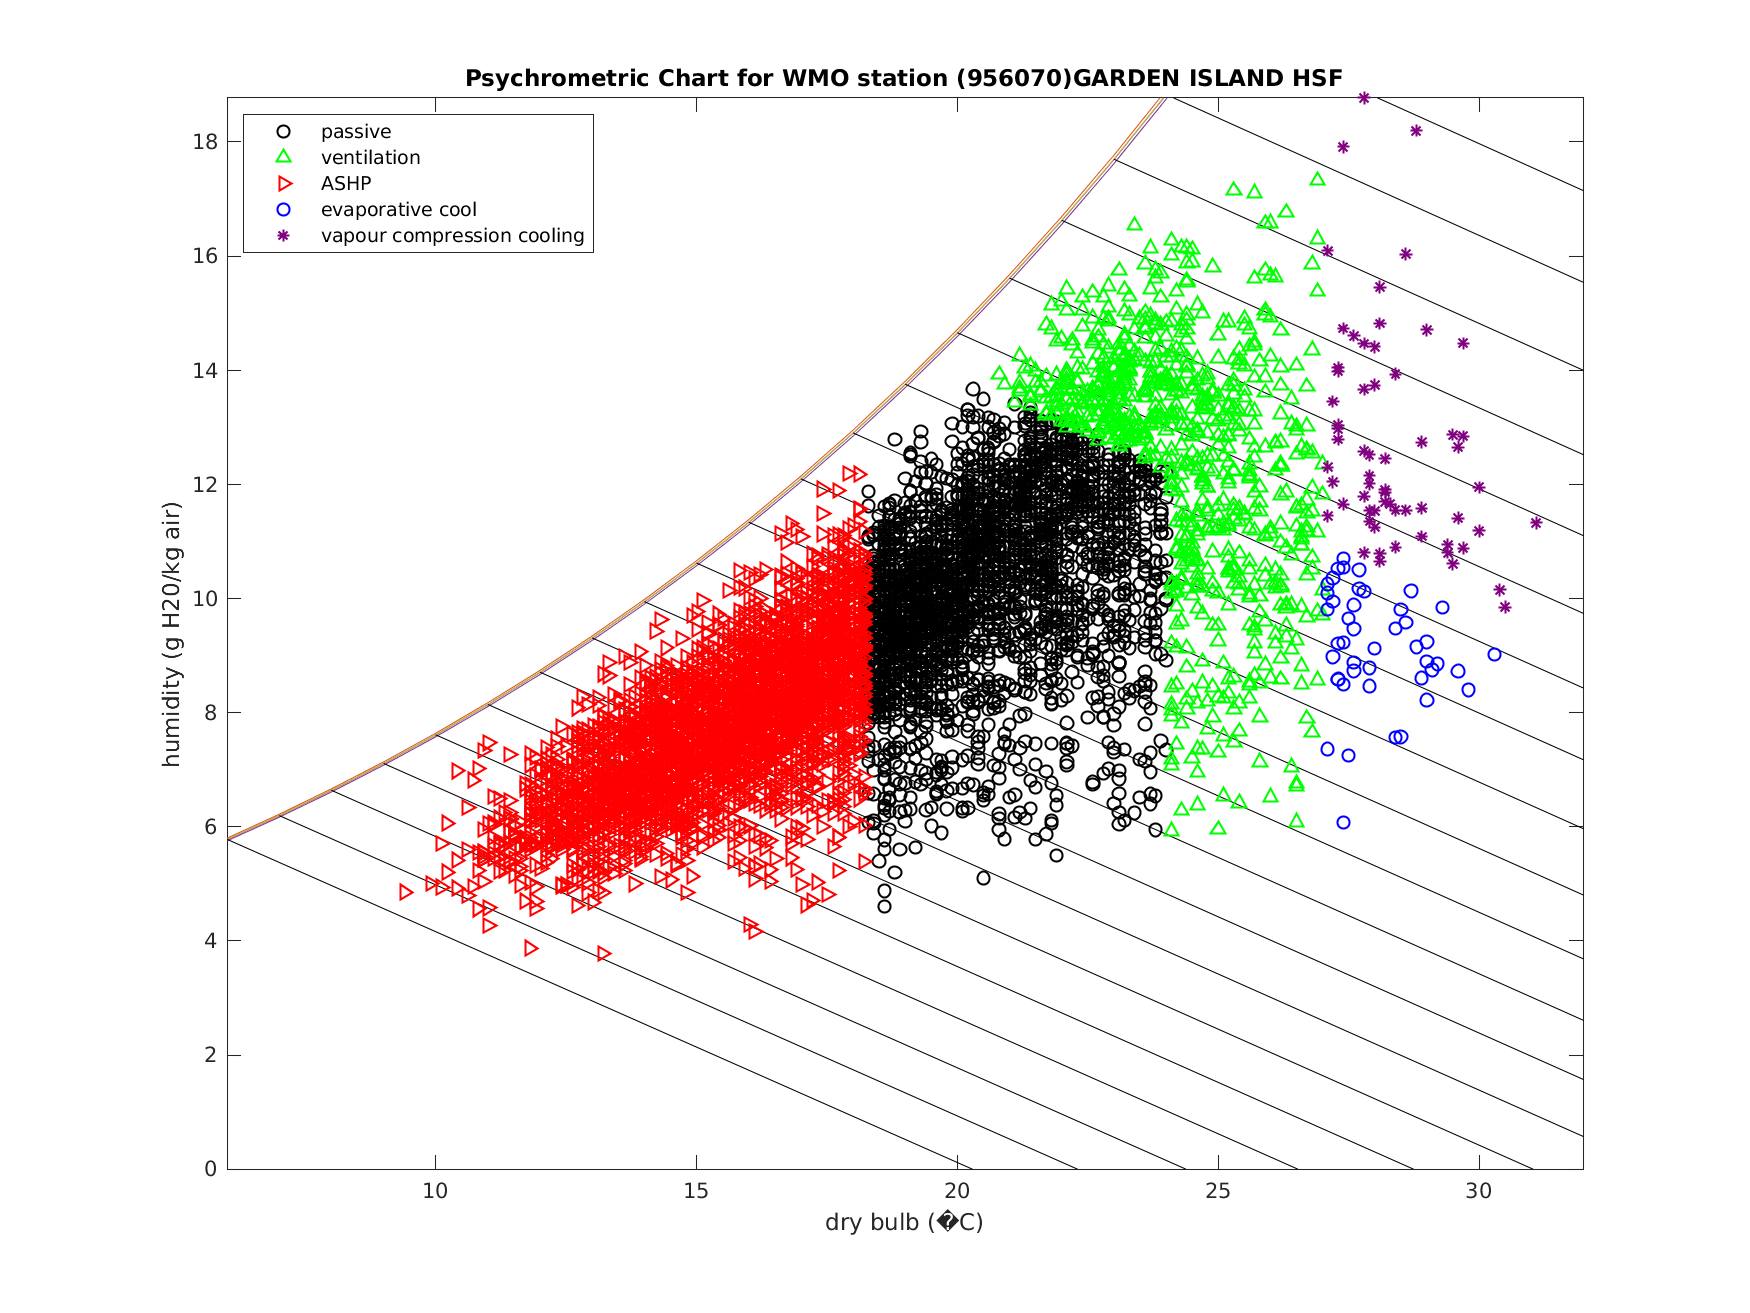 Psychrometric Chart for WMO station (956070)GARDEN ISLAND HSF
passive
ventilation
ASHP
evaporative cool
vapour compression cooling
humidity (g H20/kg air)
18
16
14
12
10
8
6
4
2
0
10 15 20 25 30
dry bulb (�C)